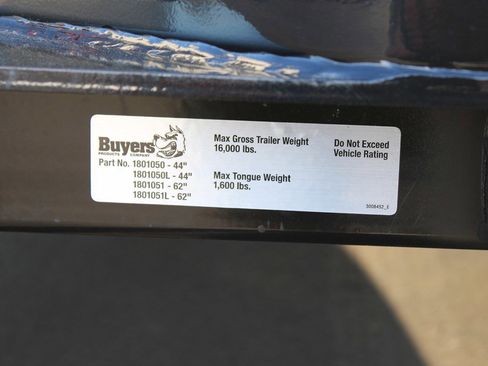 Buyers
PRODUCTS COMPANY
Part No. 1801050 - 44"
1801050L - 44"
1801051 - 62"
1801051L - 62"
Max Gross Trailer Weight
16,000 lbs.
Max Tongue Weight
1,600 lbs.
Do Not Exceed
Vehicle Rating
3008452_E